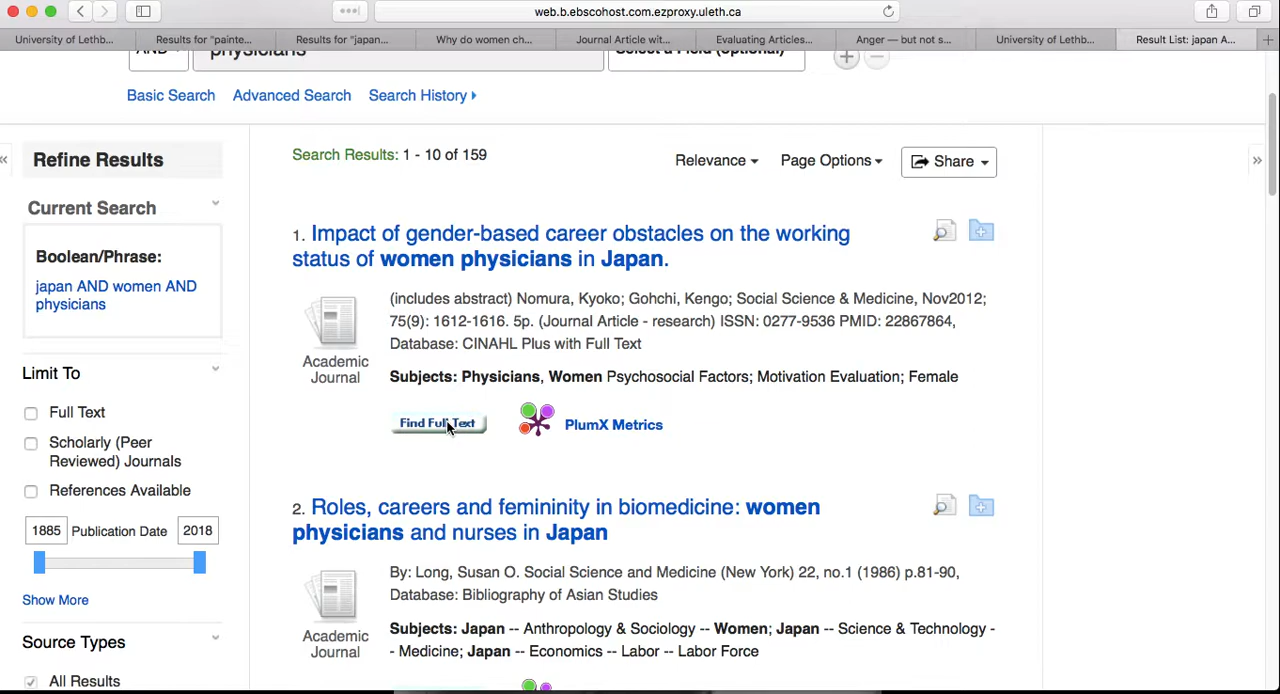 web.b.ebscohost.com.ezproxy.uleth.ca
University of Lethb...
Results for "painte...
Results for "japan...
Why do women ch...
Journal Article wit...
Evaluating Articles...
Anger — but not s...
University of Lethb...
Result List: japan A...
AND
physicians
Select a Field (optional)
Basic Search
Advanced Search
Search History
Refine Results
Current Search
Boolean/Phrase:
japan AND women AND
physicians
Limit To
Full Text
Scholarly (Peer
Reviewed) Journals
References Available
1885 Publication Date 2018
Show More
Source Types
All Results
Search Results: 1 - 10 of 159
Relevance
Page Options
Share
1. Impact of gender-based career obstacles on the working
status of women physicians in Japan.
(includes abstract) Nomura, Kyoko; Gohchi, Kengo; Social Science & Medicine, Nov2012;
75(9): 1612-1616. 5p. (Journal Article - research) ISSN: 0277-9536 PMID: 22867864,
Database: CINAHL Plus with Full Text
Academic
Journal
Subjects: Physicians, Women Psychosocial Factors; Motivation Evaluation; Female
Find Full Text
PlumX Metrics
2. Roles, careers and femininity in biomedicine: women
physicians and nurses in Japan
By: Long, Susan O. Social Science and Medicine (New York) 22, no.1 (1986) p.81-90,
Database: Bibliography of Asian Studies
Academic
Journal
Subjects: Japan -- Anthropology & Sociology -- Women; Japan -- Science & Technology -
- Medicine; Japan -- Economics -- Labor -- Labor Force